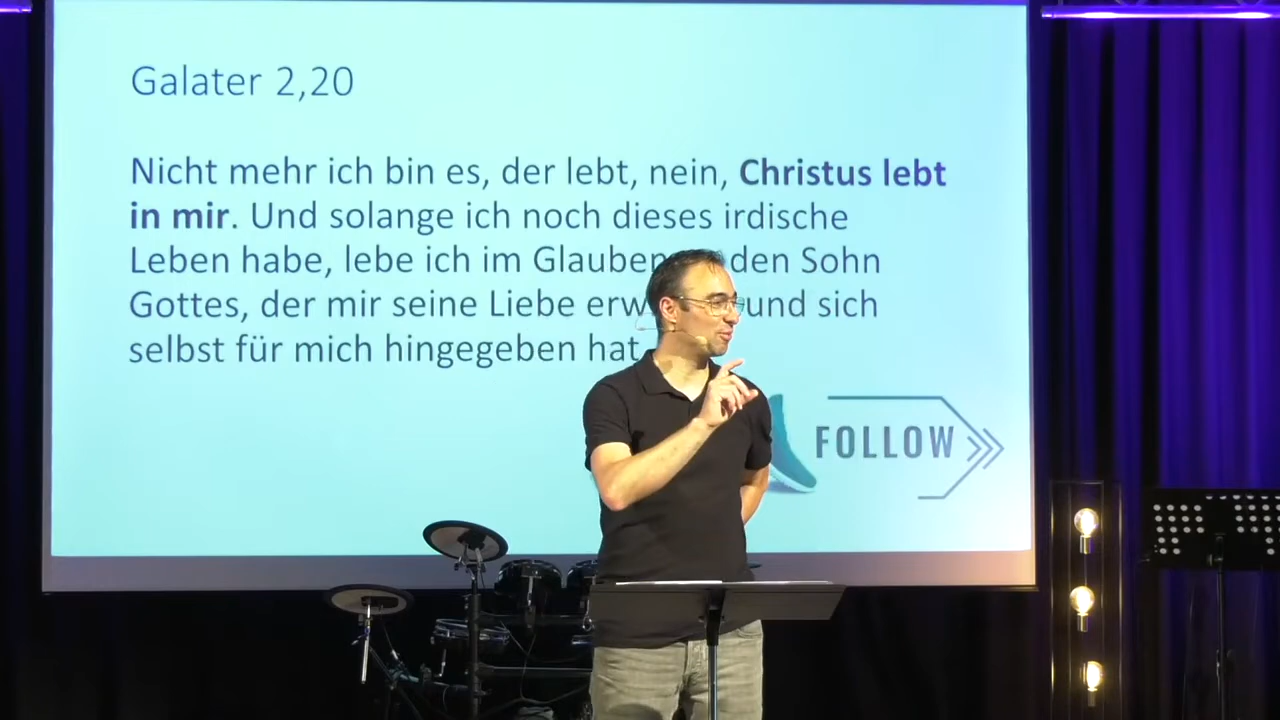 Galater 2,20
Nicht mehr ich bin es, der lebt, nein, Christus lebt
in mir. Und solange ich noch dieses irdische
Leben habe, lebe ich im Glauben den Sohn
Gottes, der mir seine Liebe und sich
selbst für mich hingegeben hat
FOLLOW